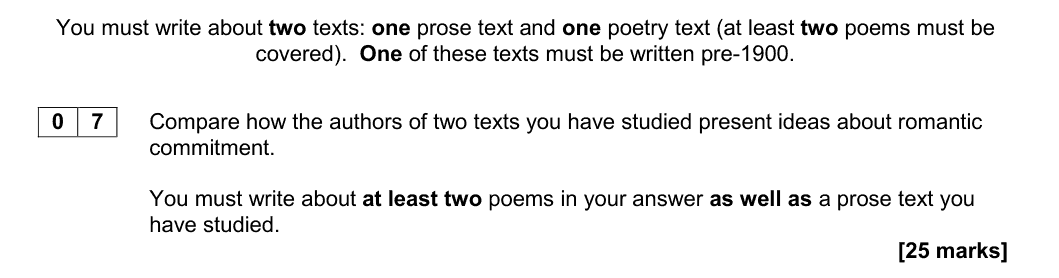 You must write about two texts: one prose text and one poetry text (at least two poems must be
covered). One of these texts must be written pre-1900.
0 7 Compare how the authors of two texts you have studied present ideas about romantic
commitment.
You must write about at least two poems in your answer as well as a prose text you
have studied.
[25 marks]